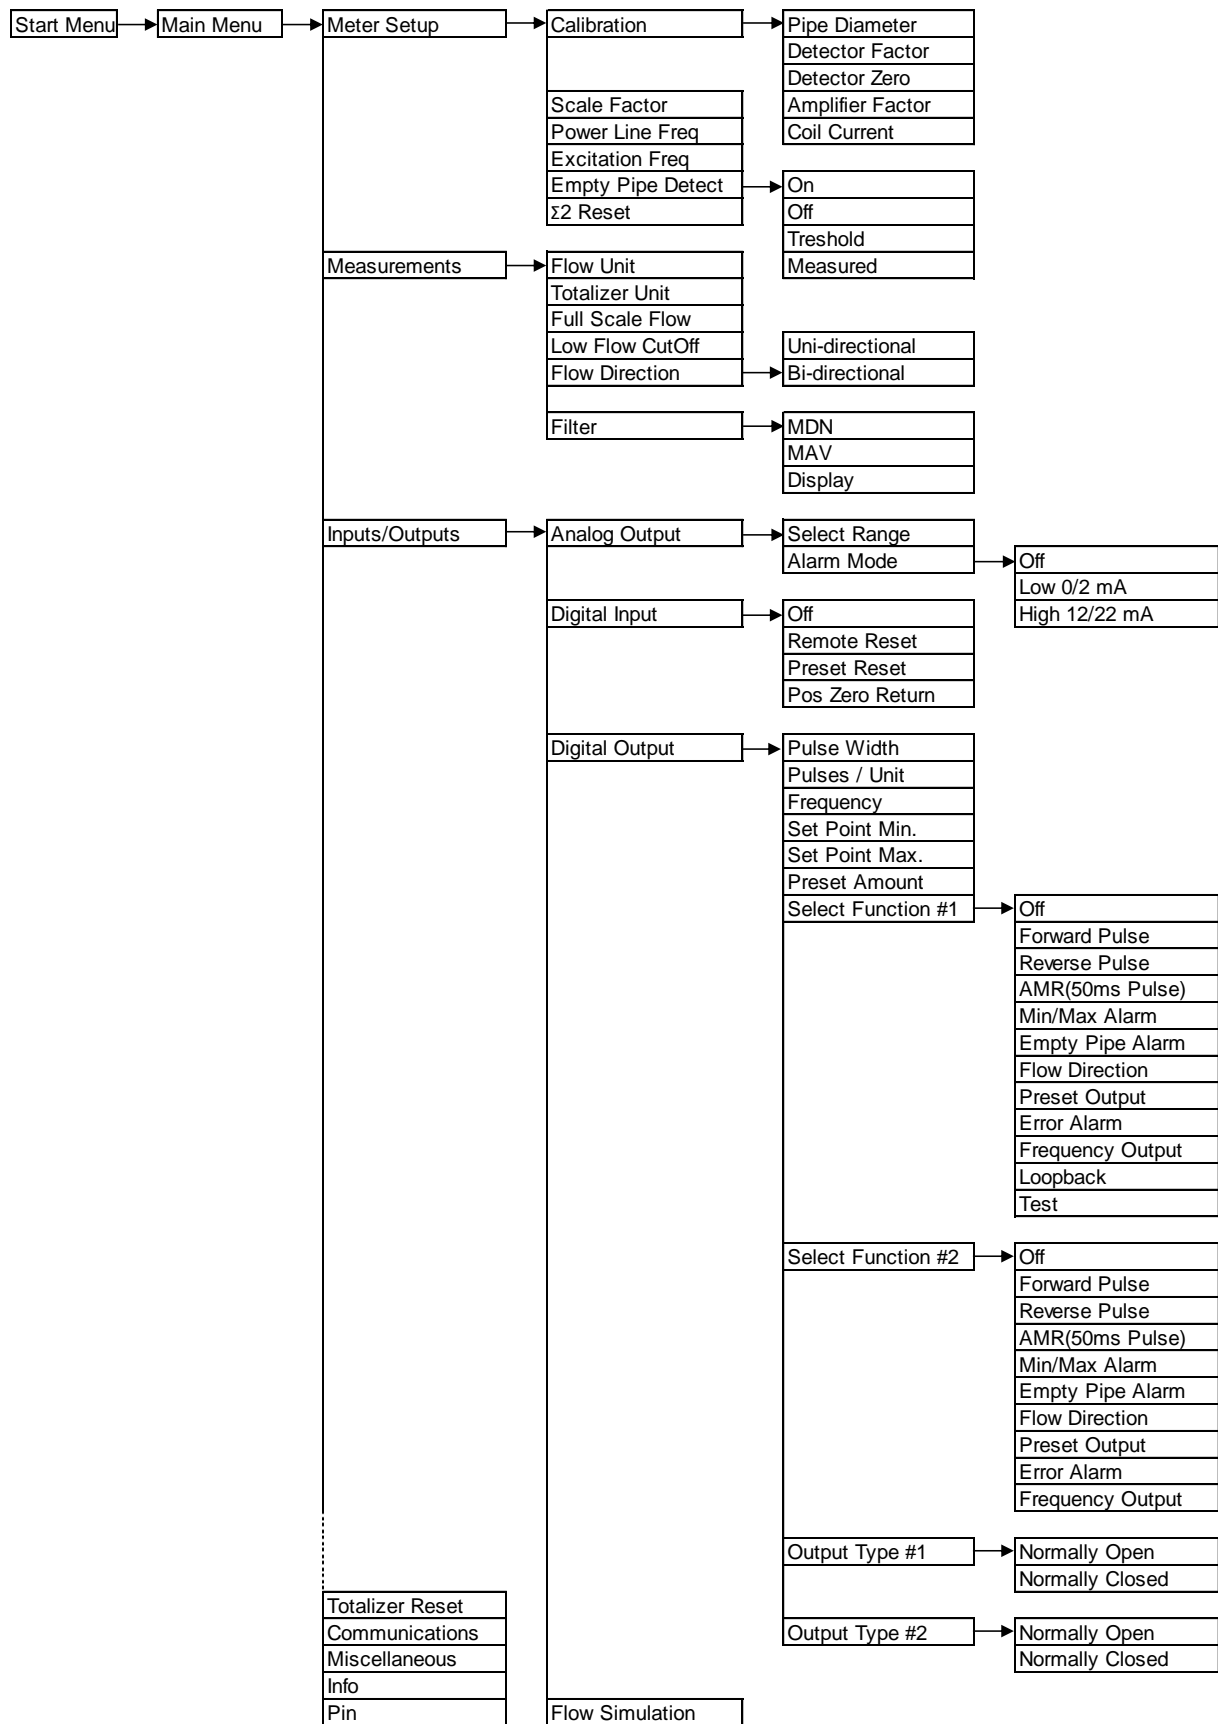 Start Menu
Main Menu
Meter Setup
Calibration
Pipe Diameter
Detector Factor
Detector Zero
Amplifier Factor
Coil Current
Scale Factor
Power Line Freq
Excitation Freq
Empty Pipe Detect
Σ2 Reset
On
Off
Treshold
Measured
Measurements
Flow Unit
Totalizer Unit
Full Scale Flow
Low Flow CutOff
Flow Direction
Uni-directional
Bi-directional
Filter
MDN
MAV
Display
Inputs/Outputs
Analog Output
Select Range
Alarm Mode
Off
Low 0/2 mA
High 12/22 mA
Digital Input
Off
Remote Reset
Preset Reset
Pos Zero Return
Digital Output
Pulse Width
Pulses / Unit
Frequency
Set Point Min.
Set Point Max.
Preset Amount
Select Function #1
Off
Forward Pulse
Reverse Pulse
AMR(50ms Pulse)
Min/Max Alarm
Empty Pipe Alarm
Flow Direction
Preset Output
Error Alarm
Frequency Output
Loopback
Test
Select Function #2
Off
Forward Pulse
Reverse Pulse
AMR(50ms Pulse)
Min/Max Alarm
Empty Pipe Alarm
Flow Direction
Preset Output
Error Alarm
Frequency Output
Output Type #1
Normally Open
Normally Closed
Output Type #2
Normally Open
Normally Closed
Totalizer Reset
Communications
Miscellaneous
Info
Pin
Flow Simulation